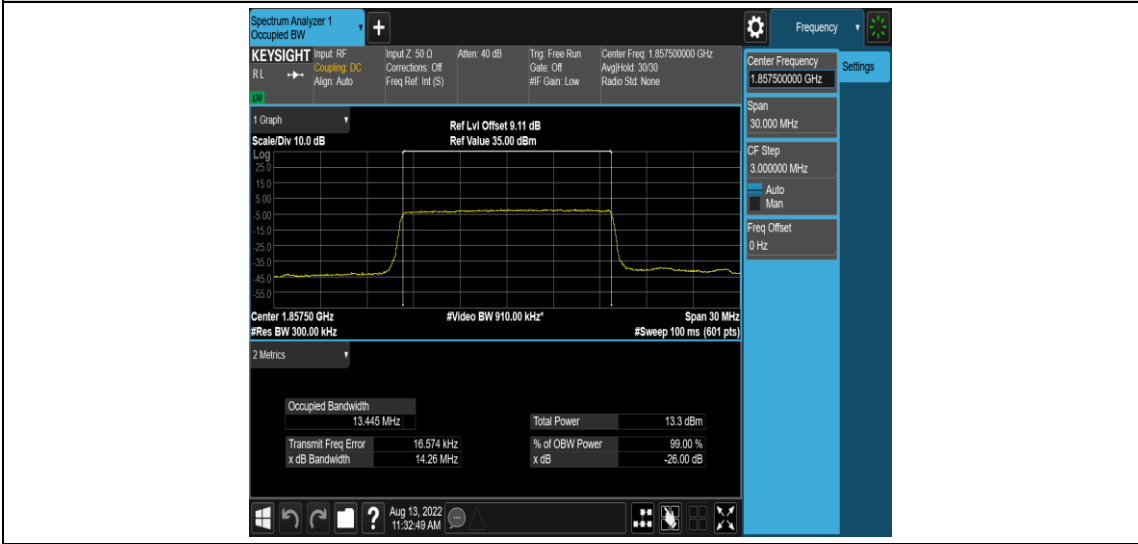 Spectrum Analyzer 1
Occupied BW
+
Frequency
KEYSIGHT
RL
Input: RF
Coupling: DC
Align: Auto
Input Z: 50 Ω
Corrections: Off
Freq Ref: Int (S)
Atten: 40 dB
Trig: Free Run
Gate: Off
#IF Gain: Low
Center Freq: 1.857500000 GHz
Avg|Hold: 30/30
Radio Std: None
Center Frequency
1.857500000 GHz
Settings
Span
30.000 MHz
CF Step
3.000000 MHz
Auto
Man
Freq Offset
0 Hz
1 Graph
Scale/Div 10.0 dB
Ref Lvl Offset 9.11 dB
Ref Value 35.00 dBm
Log
25.0
15.0
5.00
-5.00
-15.0
-25.0
-35.0
-45.0
-55.0
Center 1.85750 GHz
#Video BW 910.00 kHz*
Span 30 MHz
#Res BW 300.00 kHz
#Sweep 100 ms (601 pts)
2 Metrics
Occupied Bandwidth
13.445 MHz
Total Power 13.3 dBm
Transmit Freq Error 16.574 kHz
% of OBW Power 99.00 %
x dB Bandwidth 14.26 MHz
x dB -26.00 dB
?
Aug 13, 2022
11:32:49 AM